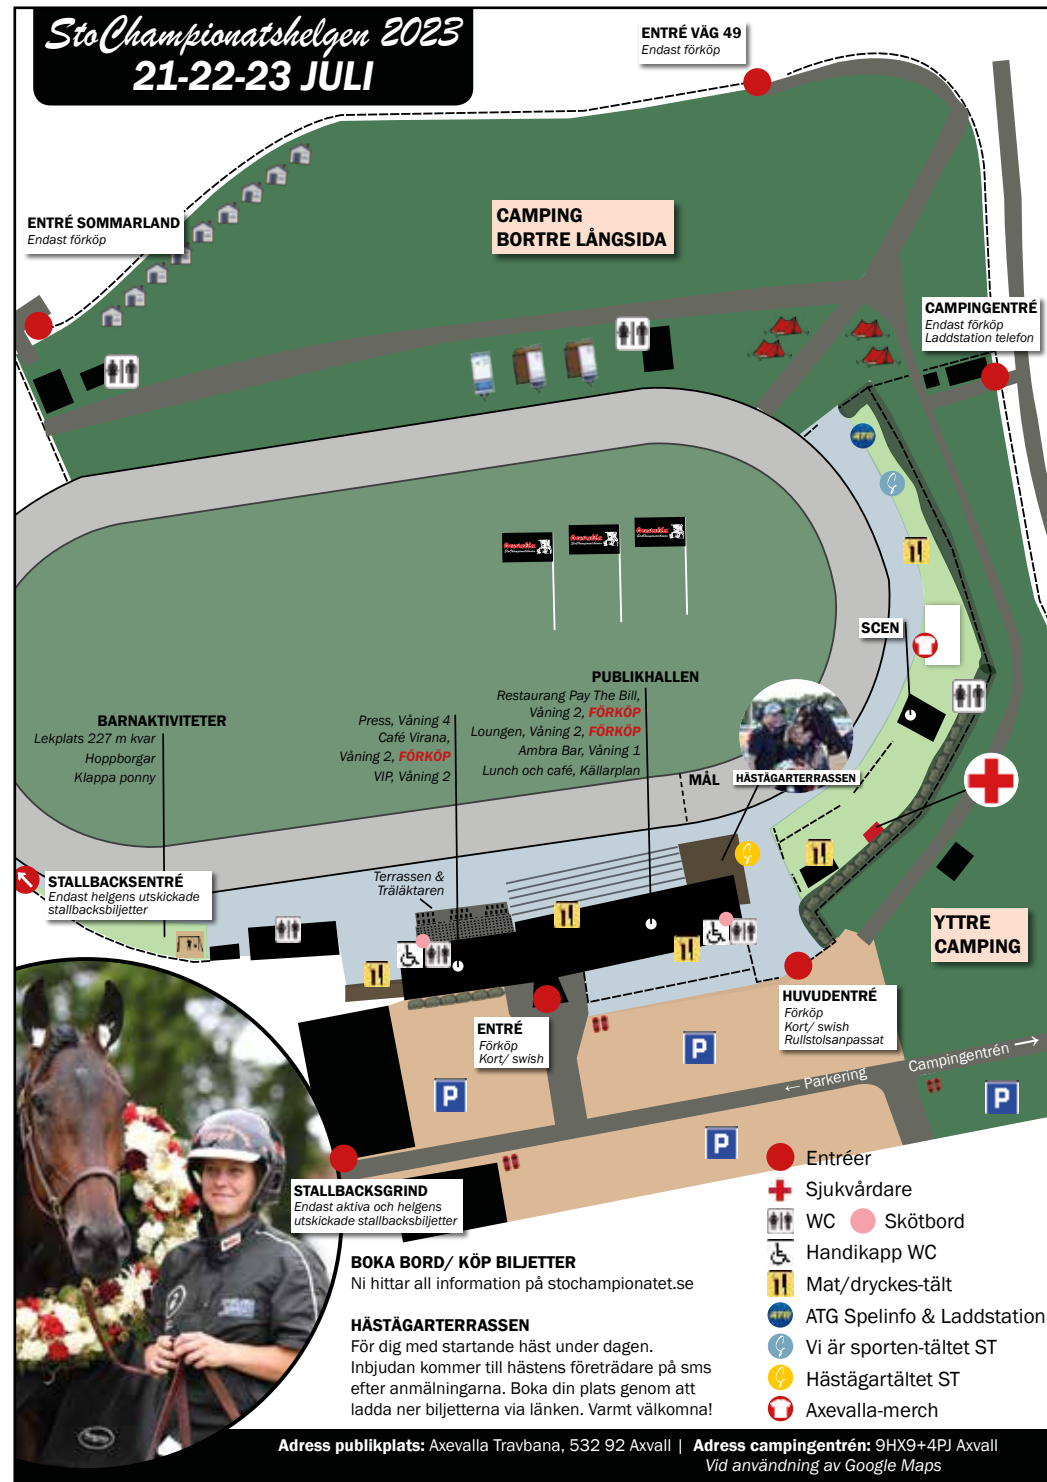 StoChampionatshelgen 2023
21-22-23 JULI
ENTRÉ VÄG 49
Endast förköp
ENTRÉ SOMMARLAND
Endast förköp
CAMPING
BORTRE LÅNGSIDA
CAMPINGENTRÉ
Endast förköp
Laddstation telefon
ATG
SCEN
PUBLIKHALLEN
Restaurang Pay The Bill,
Våning 2, FÖRKÖP
Loungen, Våning 2, FÖRKÖP
Ambra Bar, Våning 1
Lunch och café, Källarplan
BARNAKTIVITETER
Lekplats 227 m kvar
Hoppborgar
Klappa ponny
Press, Våning 4
Café Virana,
Våning 2, FÖRKÖP
VIP, Våning 2
MÅL
HÄSTÄGARTERRASSEN
STALLBACKSENTRÉ
Endast helgens utskickade
stallbacksbiljetter
Terrassen &
Träläktaren
YTTRE
CAMPING
ENTRÉ
Förköp
Kort/ swish
HUVUDENTRÉ
Förköp
Kort/ swish
Rullstolsanpassat
P
P
P
P
← Parkering
Campingentrén →
STALLBACKSGRIND
Endast aktiva och helgens
utskickade stallbacksbiljetter
Entréer
Sjukvårdare
WC Skötbord
Handikapp WC
Mat/dryckes-tält
ATG Spelinfo & Laddstation
Vi är sporten-tältet ST
Hästägartältet ST
Axevalla-merch
BOKA BORD/ KÖP BILJETTER
Ni hittar all information på stochampionatet.se
HÄSTÄGARTERRASSEN
För dig med startande häst under dagen.
Inbjudan kommer till hästens företrädare på sms
efter anmälningarna. Boka din plats genom att
ladda ner biljetterna via länken. Varmt välkomna!
Adress publikplats: Axevalla Travbana, 532 92 Axvall | Adress campingentrén: 9HX9+4PJ Axvall
Vid användning av Google Maps